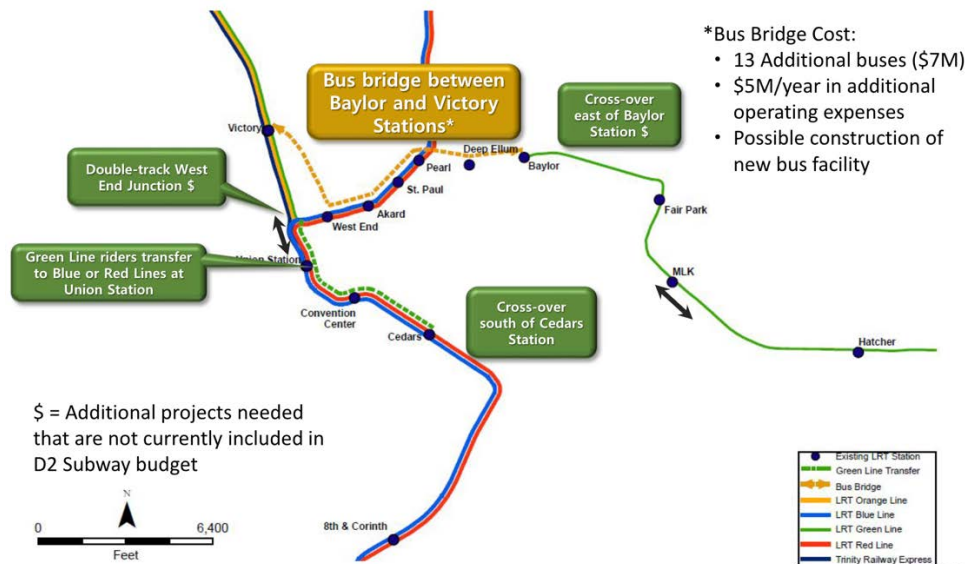 *Bus Bridge Cost:
• 13 Additional buses ($7M)
• $5M/year in additional
operating expenses
• Possible construction of
new bus facility
Bus bridge between
Baylor and Victory
Stations*
Cross-over
east of Baylor
Station $
Victory
Deep Ellum
Baylor
Pearl
St. Paul
Akard
West End
Double-track West
End Junction $
Fair Park
Green Line riders transfer
to Blue or Red Lines at
Union Station
Union Station
MLK
Convention
Center
Cedars
Cross-over
south of Cedars
Station
Hatcher
$ = Additional projects needed
that are not currently included in
D2 Subway budget
N
0 6,400
Feet
8th & Corinth
Existing LRT Station
Green Line Transfer
Bus Bridge
LRT Orange Line
LRT Blue Line
LRT Green Line
LRT Red Line
Trinity Railway Express